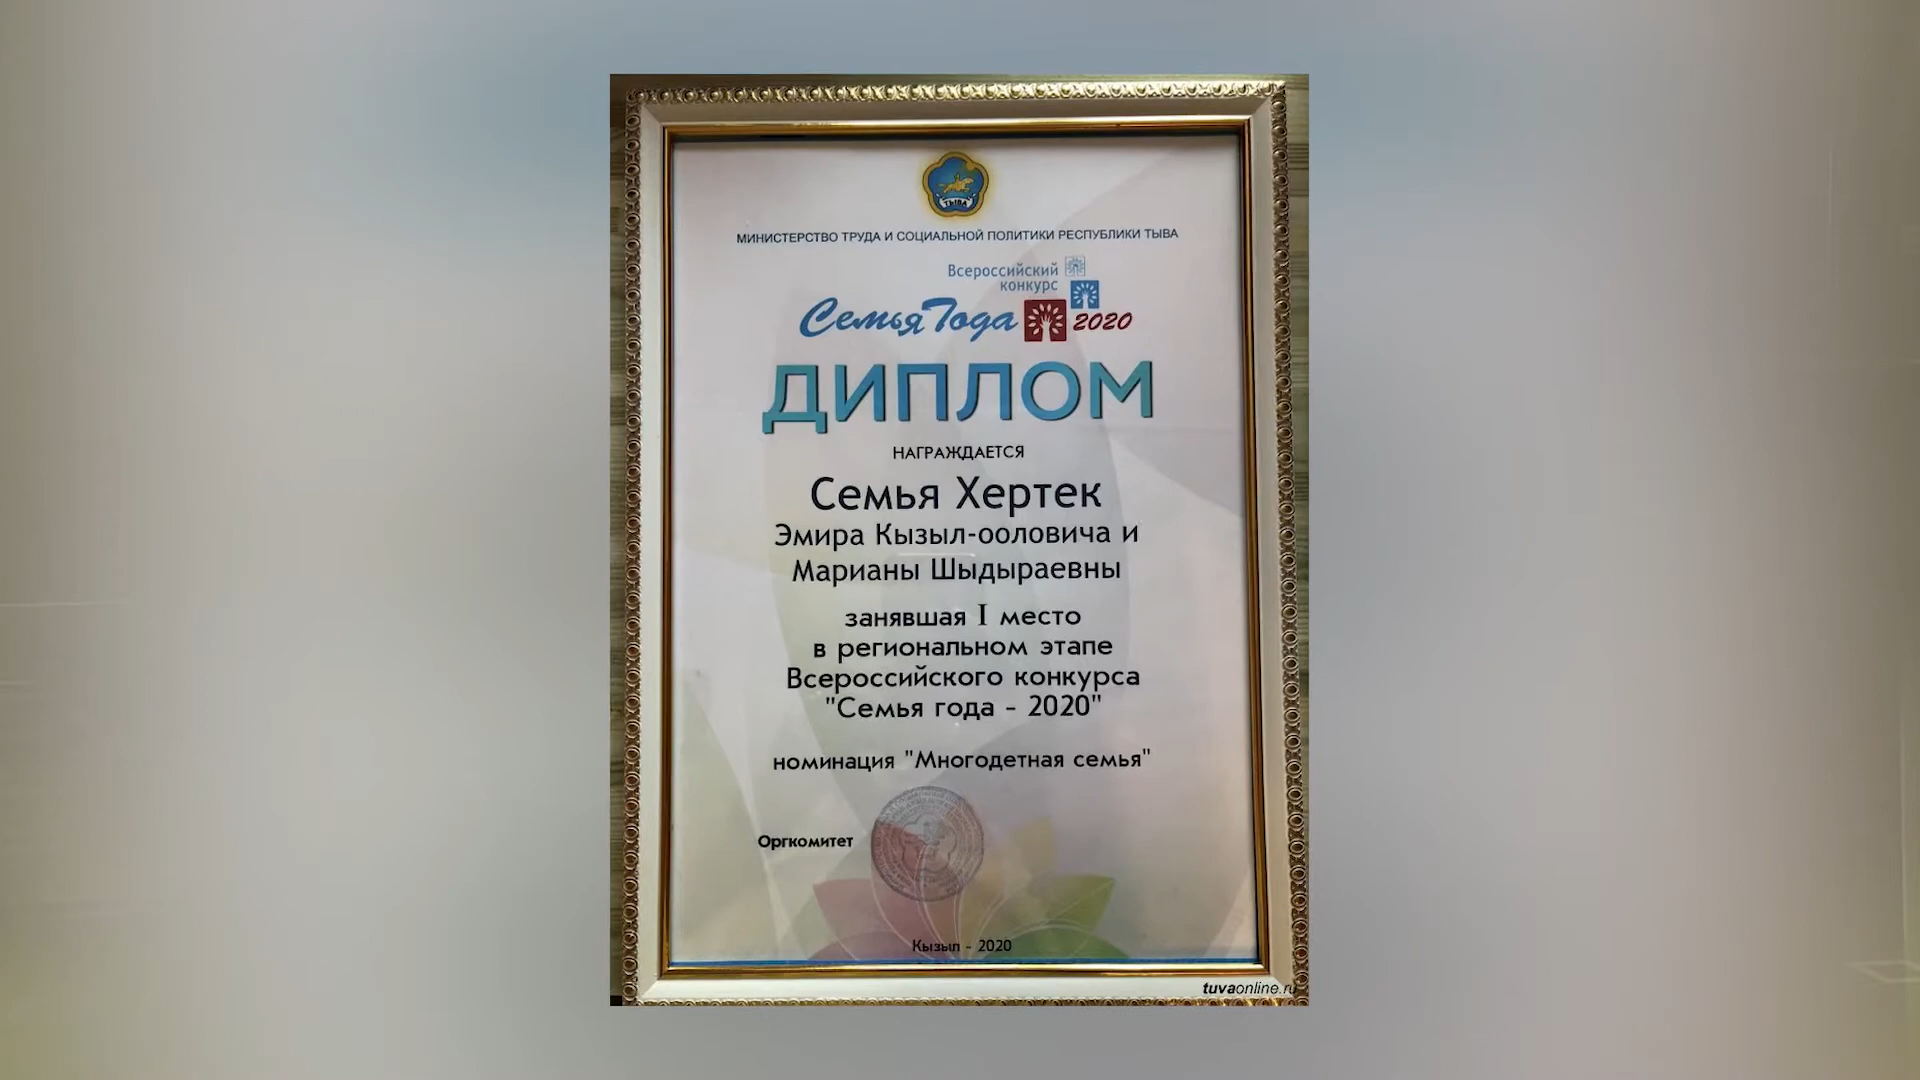 ТЫВА
МИНИСТЕРСТВО ТРУДА И СОЦИАЛЬНОЙ ПОЛИТИКИ РЕСПУБЛИКИ ТЫВА
Всероссийский
конкурс
Семья Года 2020
ДИПЛОМ
НАГРАЖДАЕТСЯ
Семья Хертек
Эмира Кызыл-ооловича и
Марианы Шыдыраевны
занявшая I место
в региональном этапе
Всероссийского конкурса
"Семья года - 2020"
номинация "Многодетная семья"
Оргкомитет
Кызыл - 2020
tuvaonline.ru